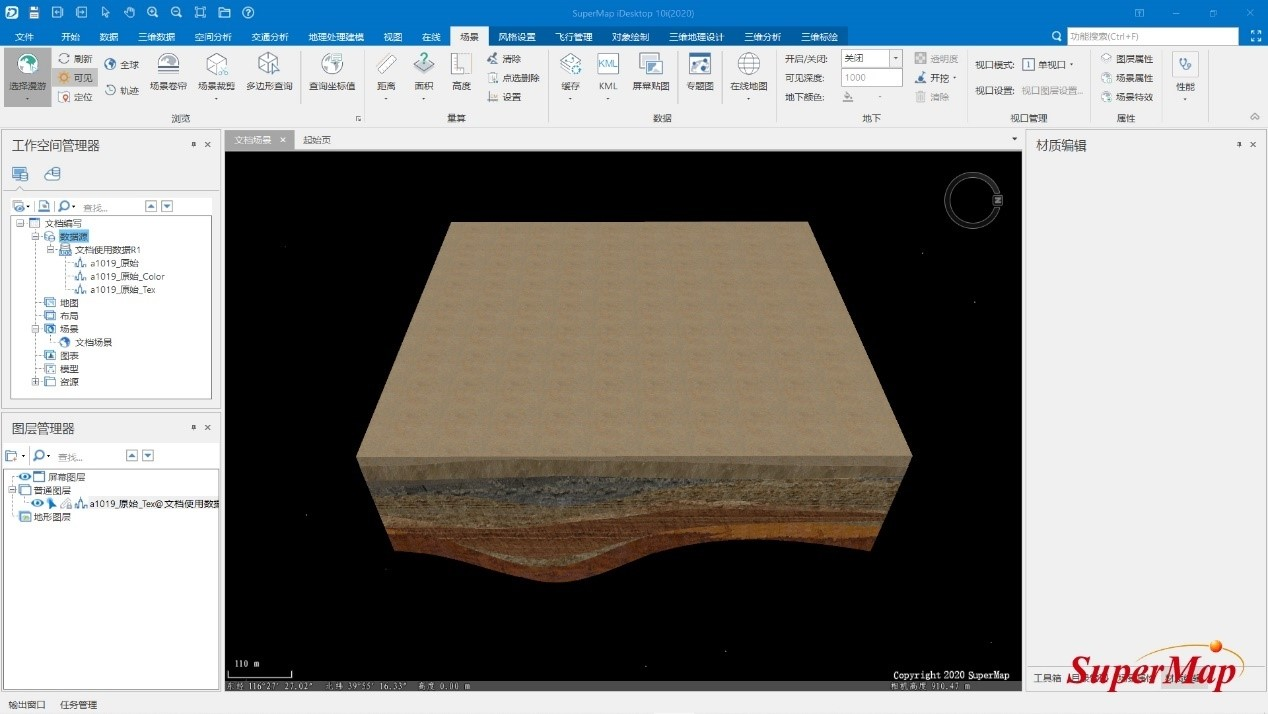 SuperMap iDesktop 10i(2020)
文件 开始 数据 三维数据 空间分析 交通分析 地理处理建模 视图 在线 场景 风格设置 飞行管理 对象绘制 三维地理设计 三维分析 三维标绘 功能搜索(Ctrl+F)
选择漫游 刷新 可见 定位 全球 轨迹 场景卷帘 场景裁剪 多边形查询 查询坐标值
浏览
距离 面积 高度 清除 点选删除 设置
量算
缓存 KML KML 屏幕贴图 专题图 在线地图
数据
开启/关闭: 关闭 透明度
可见深度: 1000 开挖
地下颜色: 清除
地下
视口模式: 1 单视口
视口设置: 视口图层设置...
视口管理
图层属性
场景属性
场景特效
属性
性能
工作空间管理器
查找...
文档编写
数据源
文档使用数据R1
a1019_原始
a1019_原始_Color
a1019_原始_Tex
地图
布局
场景
文档场景
图表
模型
资源
图层管理器
查找...
屏幕图层
普通图层
a1019_原始_Tex@文档使用数据
地形图层
文档场景 起始页
N
110 m
Copyright 2020 SuperMap
东经 116°27′ 27.02″ 北纬 39°55′ 16.33″ 高度 0.00 m
相机高度 910.47 m
材质编辑
工具箱
SuperMap
输出窗口 任务管理